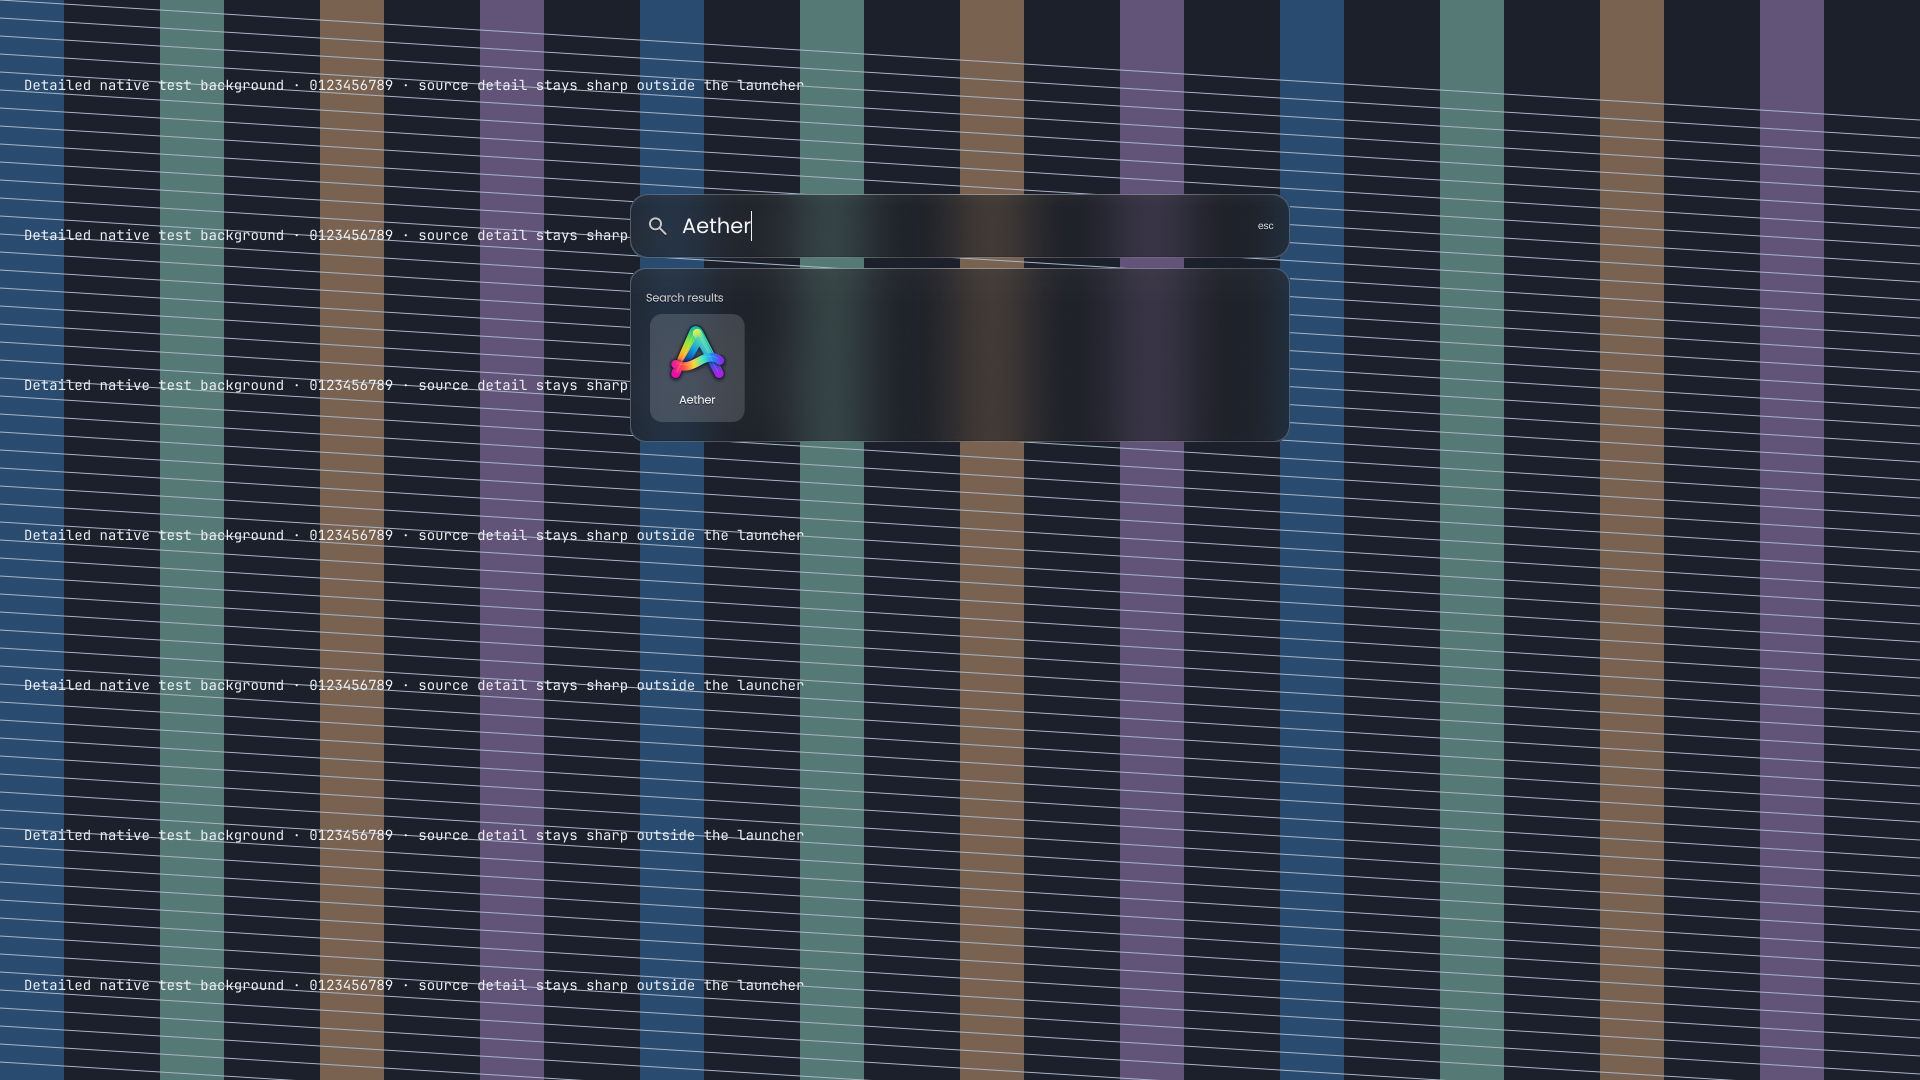 Detailed native test background · 0123456789 · source detail stays sharp outside the launcher
Aether
esc
Detailed native test background · 0123456789 · source detail stays sharp
Search results
Aether
Detailed native test background · 0123456789 · source detail stays sharp
Detailed native test background · 0123456789 · source detail stays sharp outside the launcher
Detailed native test background · 0123456789 · source detail stays sharp outside the launcher
Detailed native test background · 0123456789 · source detail stays sharp outside the launcher
Detailed native test background · 0123456789 · source detail stays sharp outside the launcher